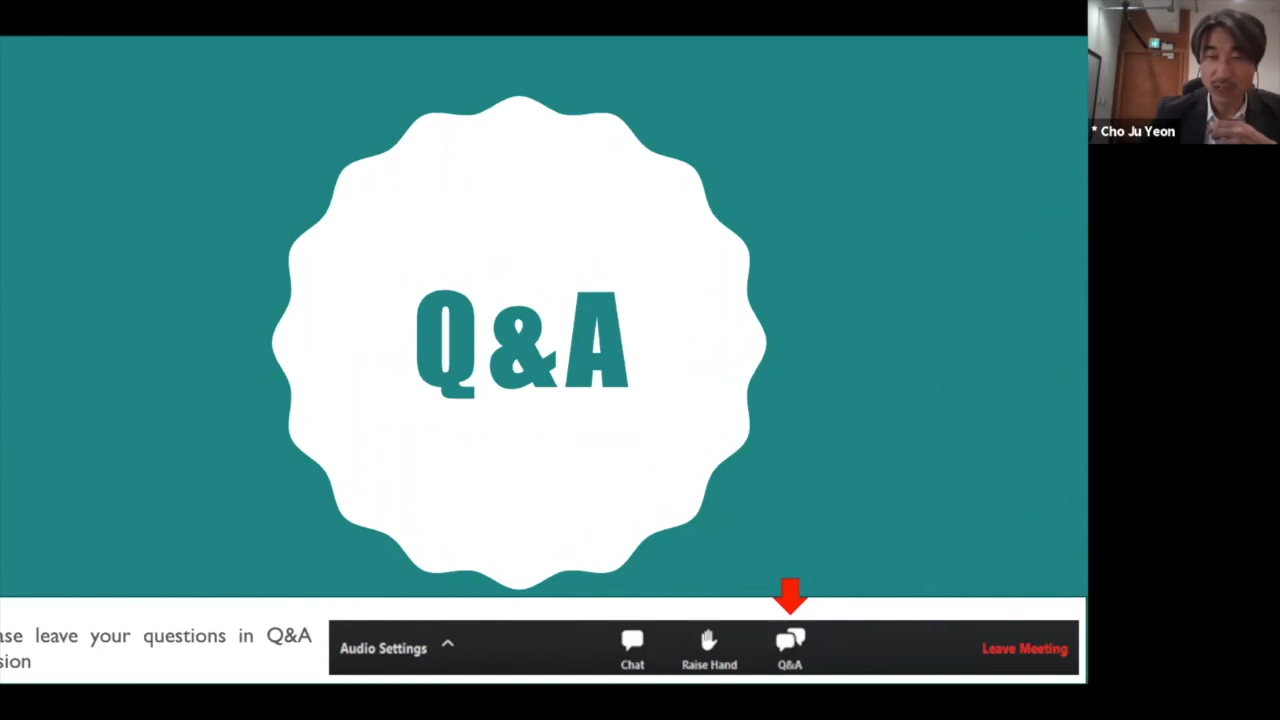 Q&A
* Cho Ju Yeon
ase leave your questions in Q&A
sion
Audio Settings
Chat
Raise Hand
Q&A
Leave Meeting